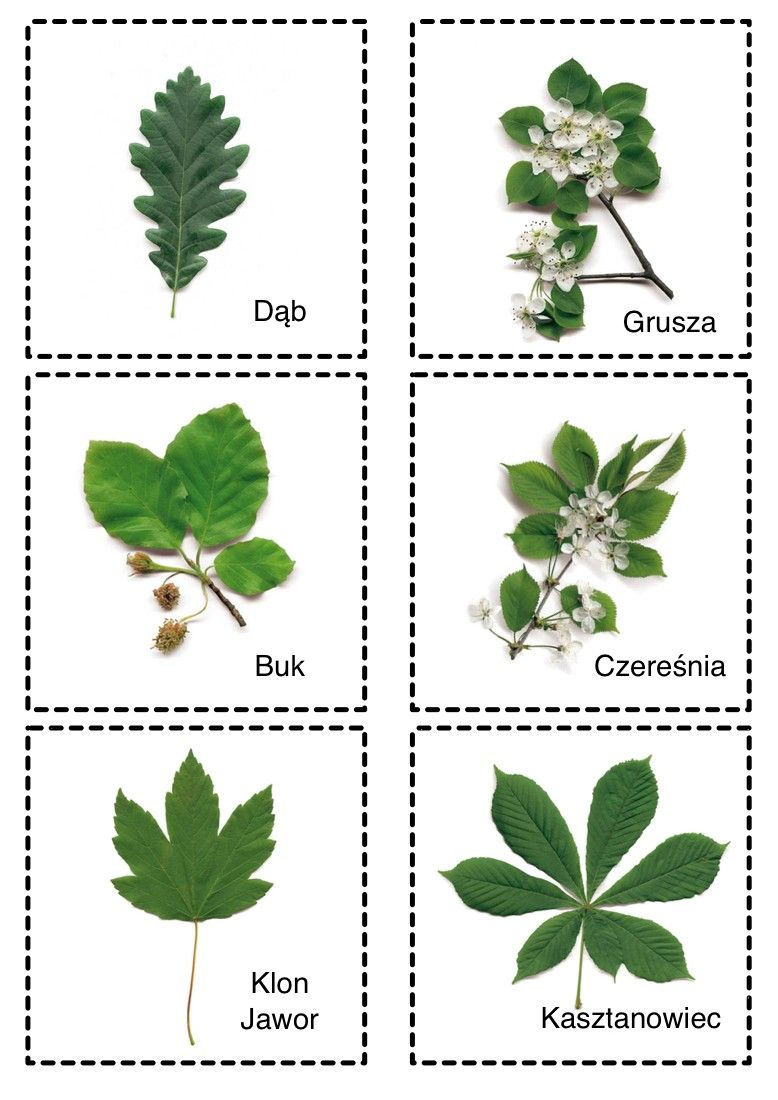 Dąb
Grusza
Buk
Czereśnia
Klon
Jawor
Kasztanowiec